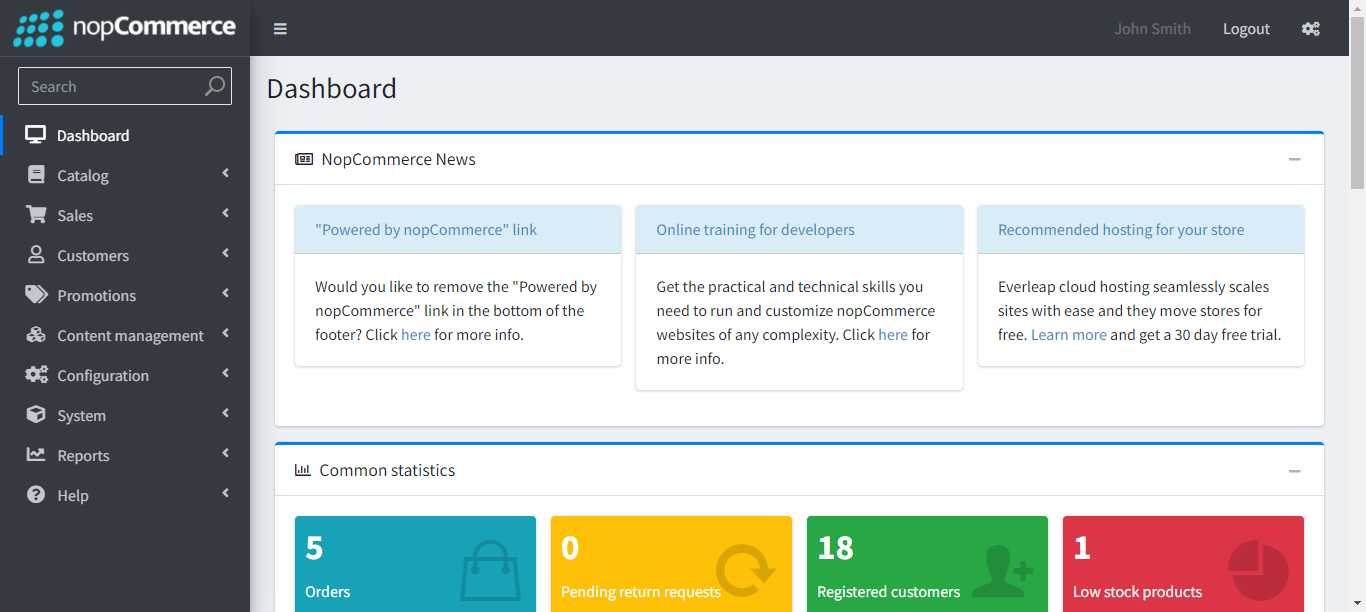 nopCommerce
John Smith
Logout
Search
Dashboard
Catalog
Sales
Customers
Promotions
Content management
Configuration
System
Reports
Help
Dashboard
NopCommerce News
"Powered by nopCommerce" link
Would you like to remove the "Powered by
nopCommerce" link in the bottom of the
footer? Click here for more info.
Online training for developers
Get the practical and technical skills you
need to run and customize nopCommerce
websites of any complexity. Click here for
more info.
Recommended hosting for your store
Everleap cloud hosting seamlessly scales
sites with ease and they move stores for
free. Learn more and get a 30 day free trial.
Common statistics
5
Orders
0
Pending return requests
18
Registered customers
1
Low stock products